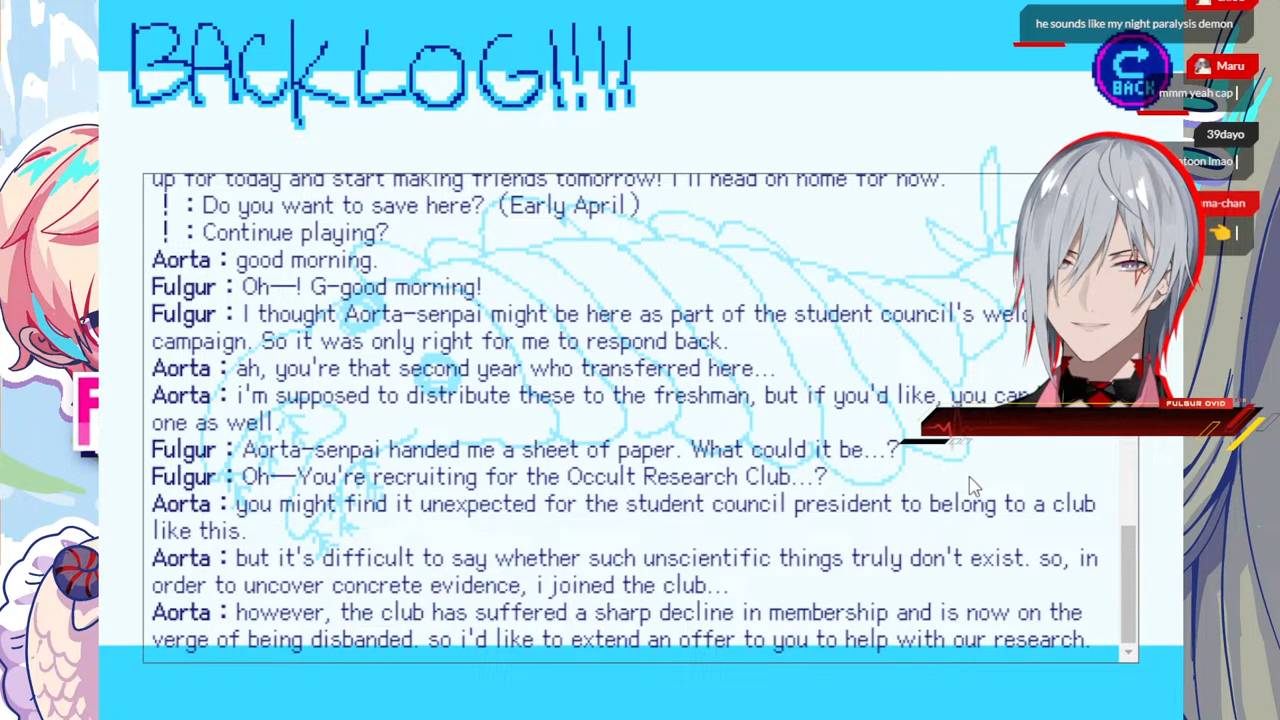 he sounds like my night paralysis demon
BACKLOG!!!!
BACK
Maru
mmm yeah cap
39dayo
toon lmao
ma-chan
up for today and start making friends tomorrow! I'll head on home for now.
! : Do you want to save here? (Early April)
! : Continue playing?
Aorta : good morning.
Fulgur : Oh—! G-good morning!
Fulgur : I thought Aorta-senpai might be here as part of the student council's
campaign. So it was only right for me to respond back.
Aorta : ah, you're that second year who transferred here...
Aorta : i'm supposed to distribute these to the freshman, but if you'd like, you can
one as well.
FULGUR OVID
Fulgur : Aorta-senpai handed me a sheet of paper. What could it be...?
Fulgur : Oh—You're recruiting for the Occult Research Club...?
Aorta : you might find it unexpected for the student council president to belong to a club
like this.
Aorta : but it's difficult to say whether such unscientific things truly don't exist. so, in
order to uncover concrete evidence, i joined the club...
Aorta : however, the club has suffered a sharp decline in membership and is now on the
verge of being disbanded. so i'd like to extend an offer to you to help with our research.